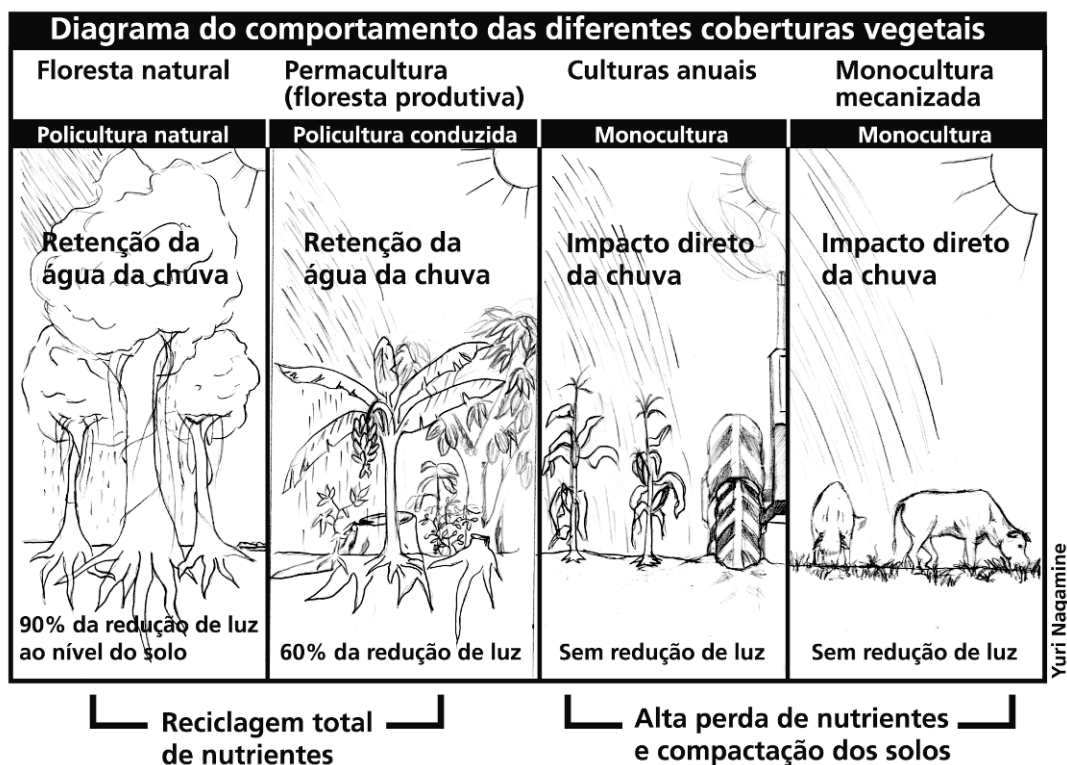 Diagrama do comportamento das diferentes coberturas vegetais
Floresta natural
Permacultura
(floresta produtiva)
Culturas anuais
Monocultura
mecanizada
Policultura natural
Policultura conduzida
Monocultura
Monocultura
Retenção da
água da chuva
Retenção da
água da chuva
Impacto direto
da chuva
Impacto direto
da chuva
90% da redução de luz
ao nível do solo
60% da redução de luz
Sem redução de luz
Sem redução de luz
Yuri Nagamine
Reciclagem total
de nutrientes
Alta perda de nutrientes
e compactação dos solos